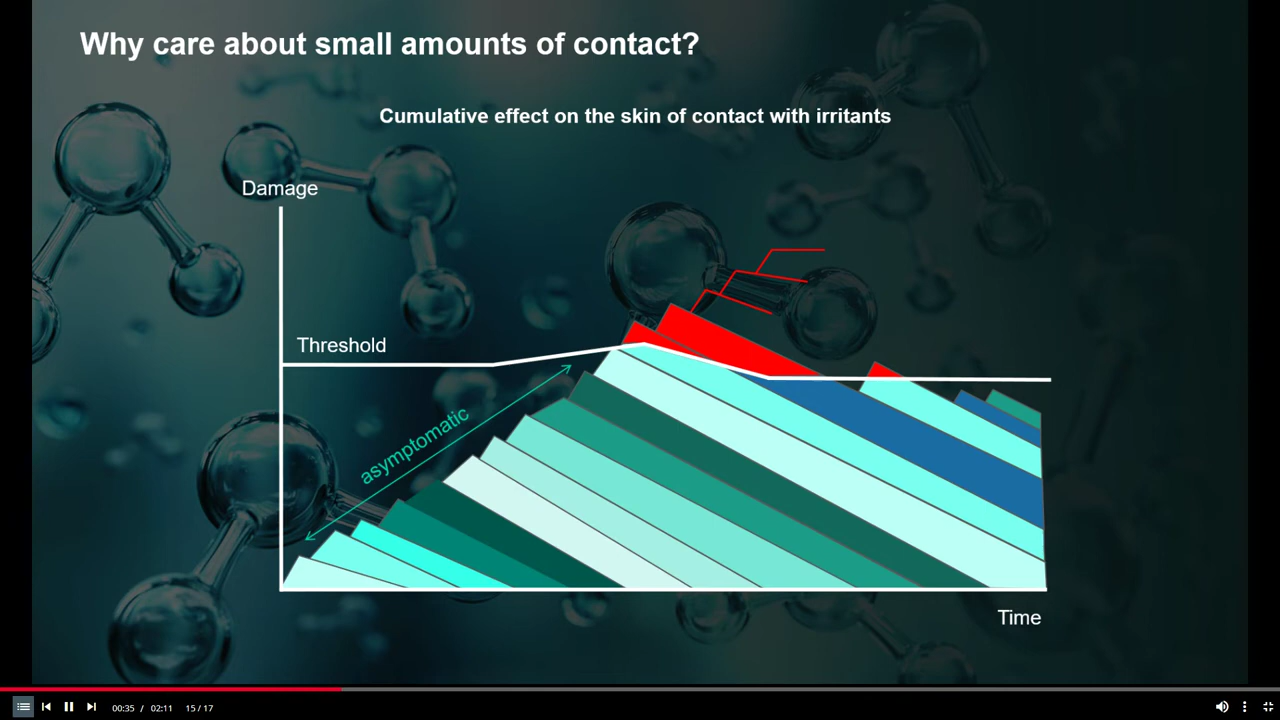 Why care about small amounts of contact?
Cumulative effect on the skin of contact with irritants
Damage
Threshold
asymptomatic
Time
00:35 / 02:11 15 / 17